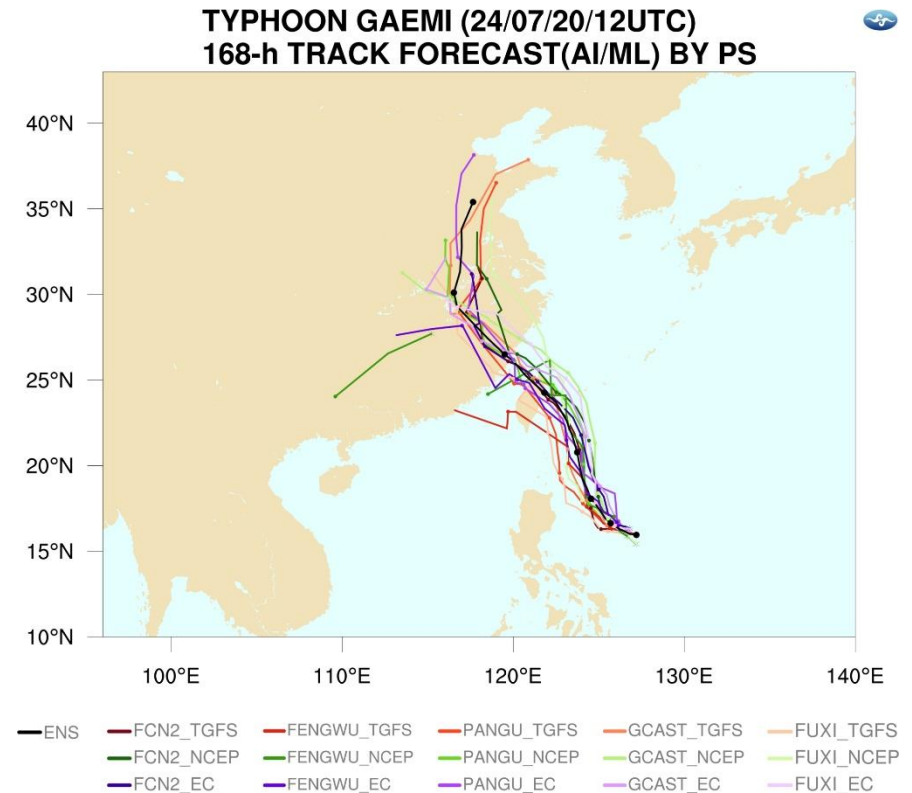 TYPHOON GAEMI (24/07/20/12UTC)
168-h TRACK FORECAST(AI/ML) BY PS
40°N
35°N
30°N
25°N
20°N
15°N
10°N
100°E 110°E 120°E 130°E 140°E
ENS FCN2_TGFS FENGWU_TGFS PANGU_TGFS GCAST_TGFS FUXI_TGFS
FCN2_NCEP FENGWU_NCEP PANGU_NCEP GCAST_NCEP FUXI_NCEP
FCN2_EC FENGWU_EC PANGU_EC GCAST_EC FUXI_EC